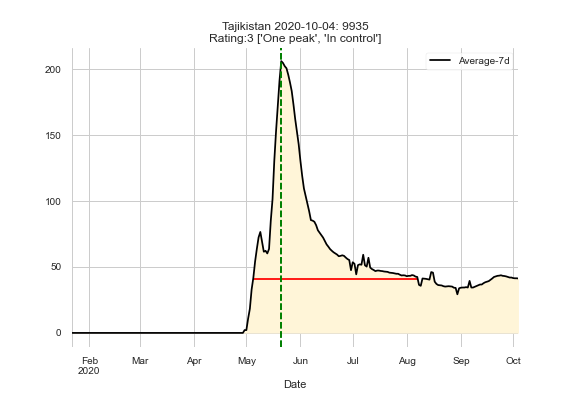 Tajikistan 2020-10-04: 9935
Rating:3 ['One peak', 'In control']
Average-7d
200
150
100
50
0
Feb Mar Apr May Jun Jul Aug Sep Oct
2020
Date